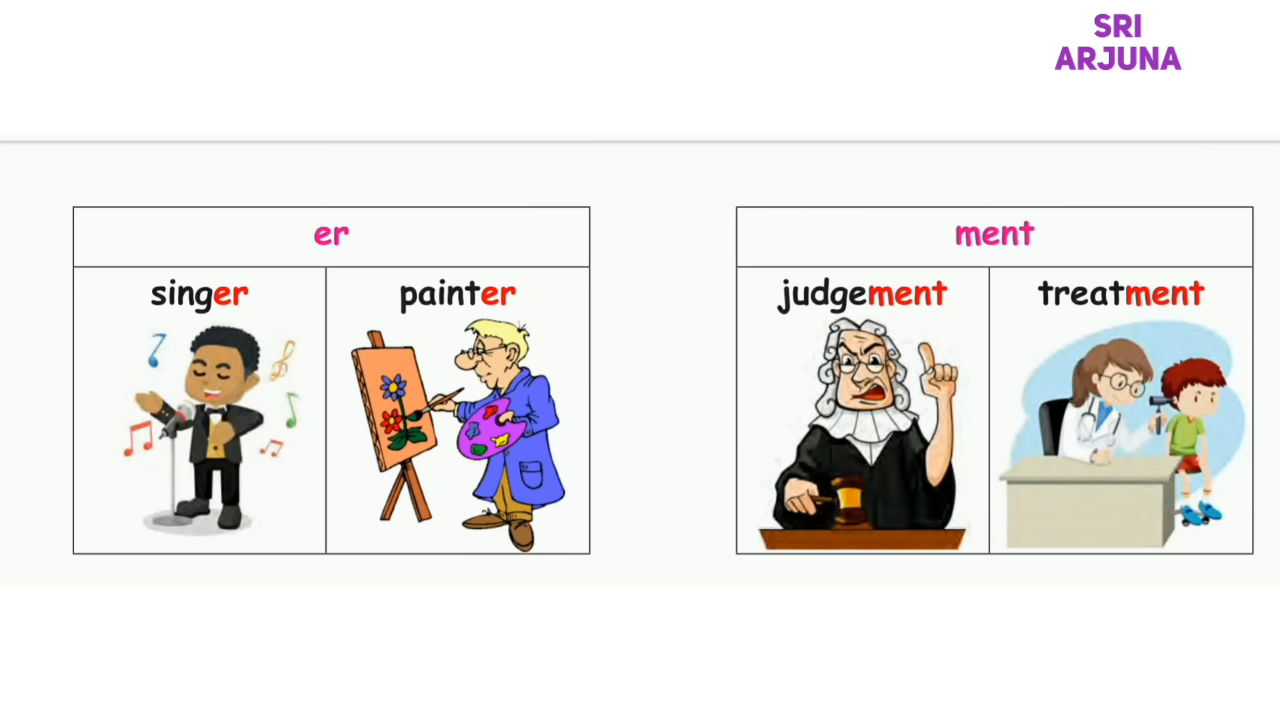 SRI
ARJUNA
er
singer
painter
ment
judgement
treatment